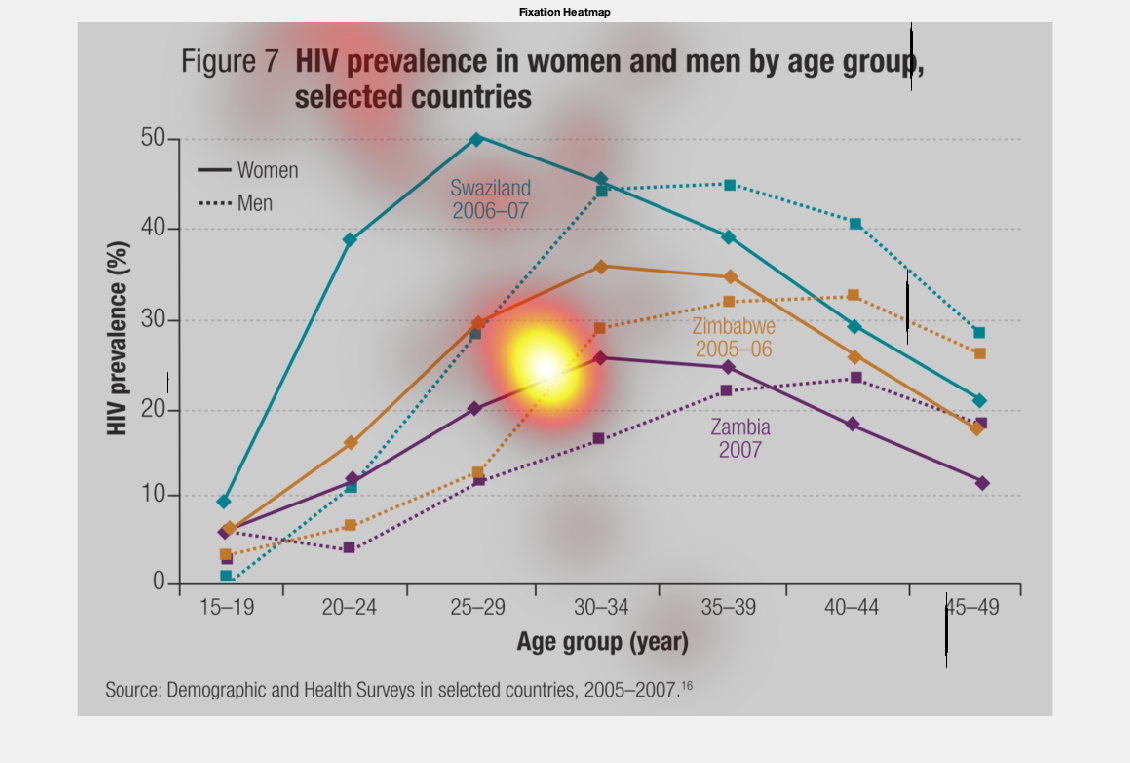 Fixation Heatmap
Figure 7 HIV prevalence in women and men by age group,
selected countries
50
40
30
20
10
0
HIV prevalence (%)
Women
Men
Swaziland
2006–07
Zimbabwe
2005–06
Zambia
2007
15–19 20–24 25–29 30–34 35–39 40–44 45–49
Age group (year)
Source: Demographic and Health Surveys in selected countries, 2005–2007.16